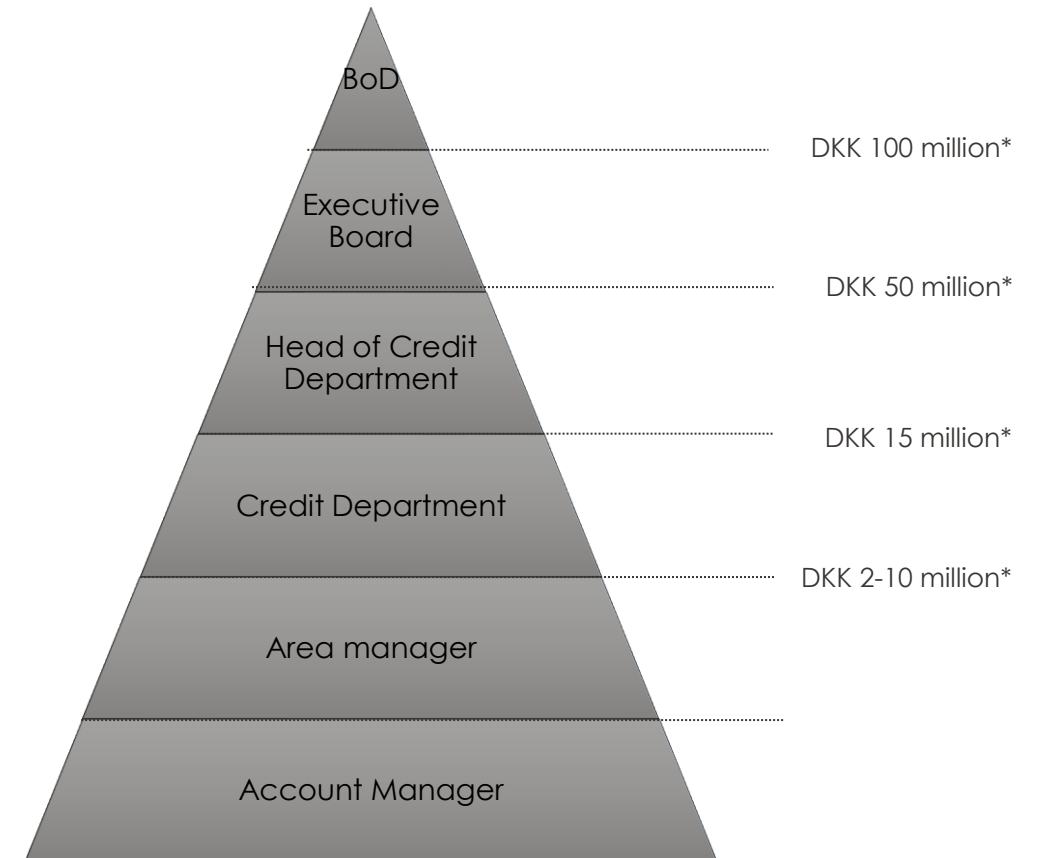 BoD
DKK 100 million*
Executive
Board
DKK 50 million*
Head of Credit
Department
DKK 15 million*
Credit Department
DKK 2-10 million*
Area manager
Account Manager